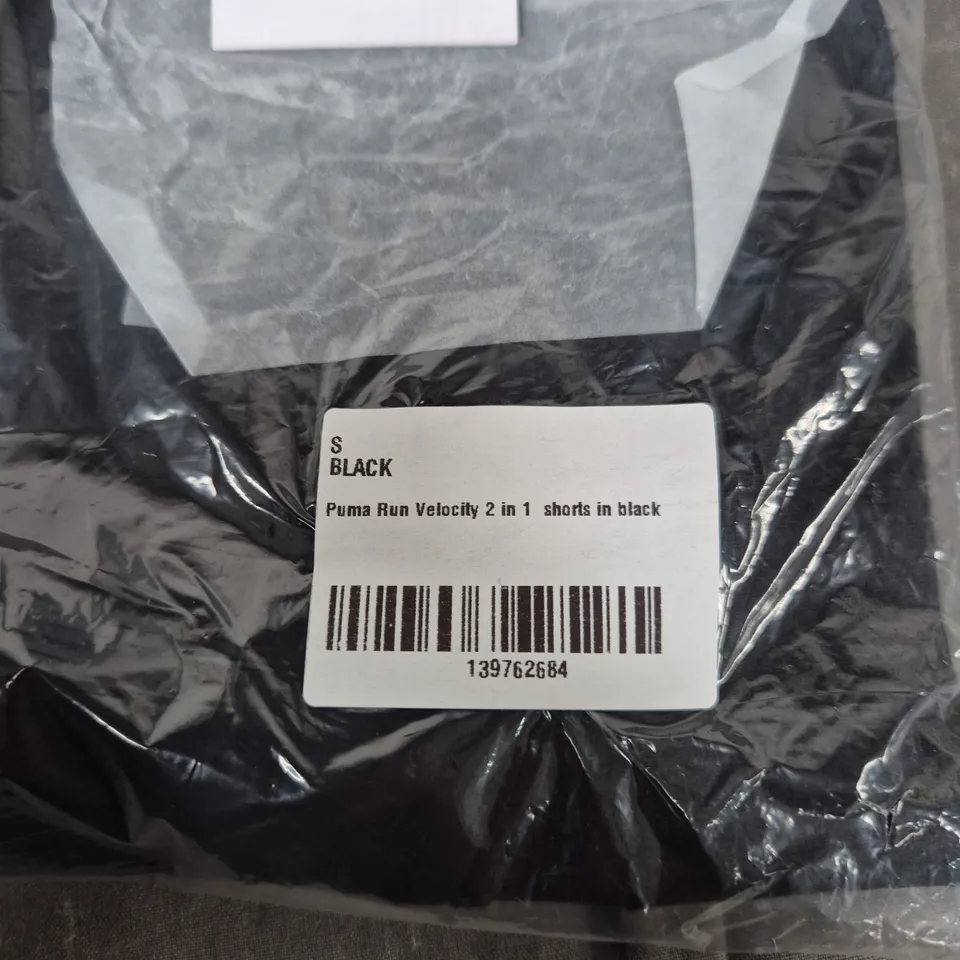 S
BLACK
Puma Run Velocity 2 in 1 shorts in black
139762684